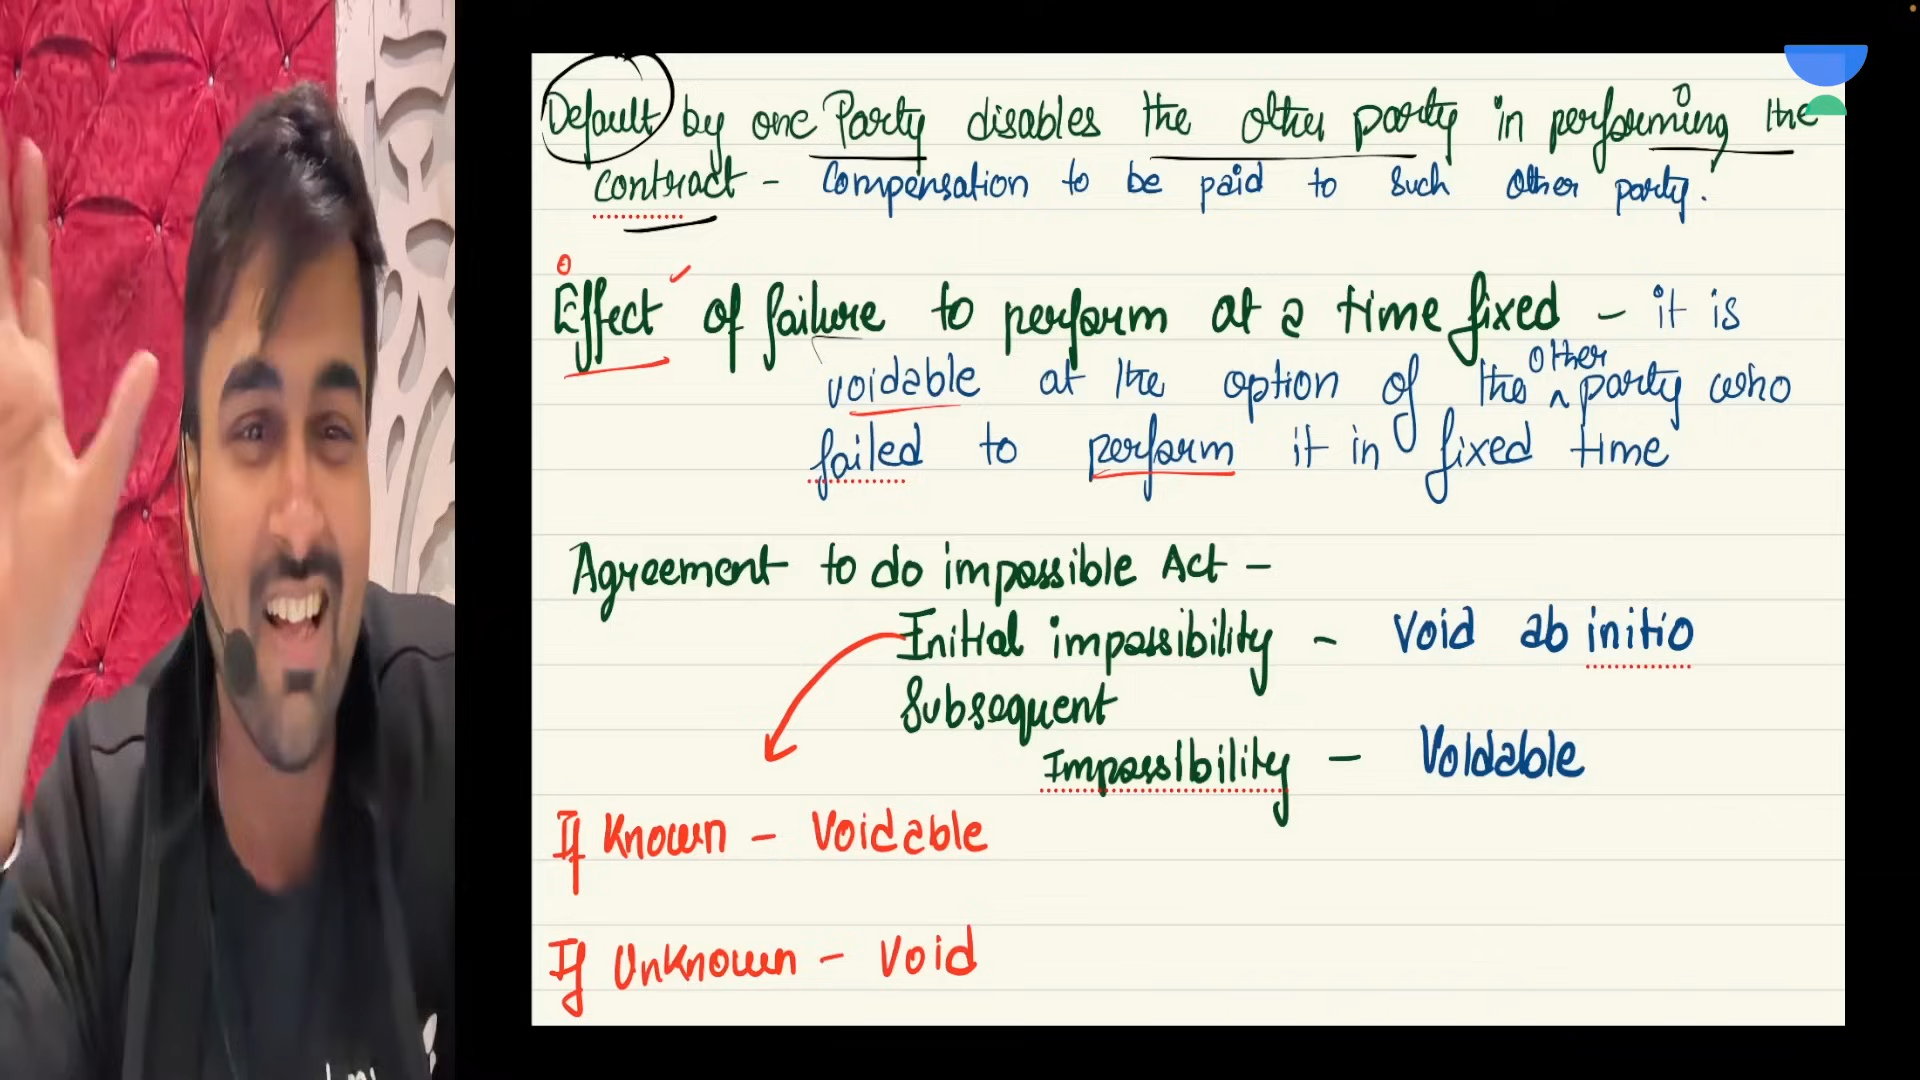 Default by one Party disables the other party in performing the
contract - Compensation to be paid to such other party.
Effect of failure to perform at a time fixed - it is
voidable at the option of the other party who
failed to perform it in fixed time
Agreement to do impossible Act -
Initial impossibility - Void ab initio
Subsequent
Impossibility - Voidable
If Known - Voidable
If Unknown - Void